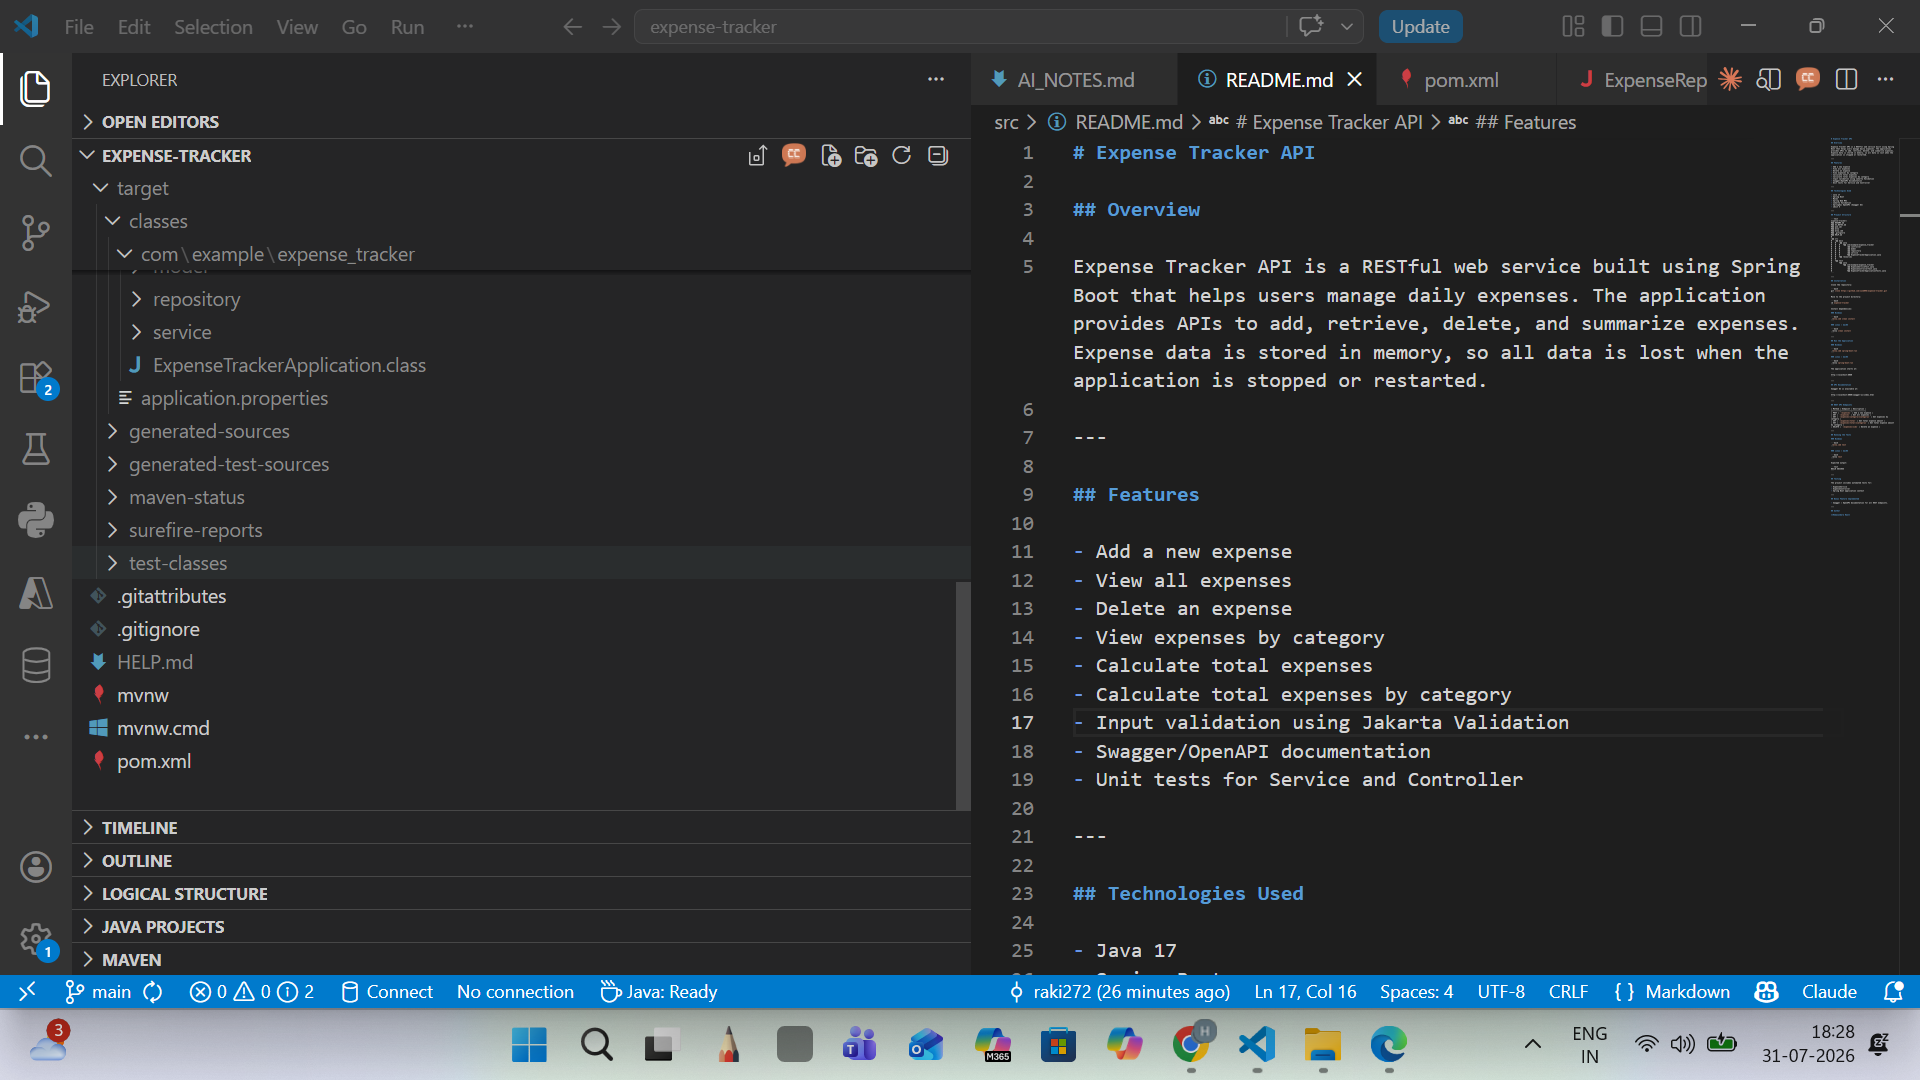 File Edit Selection View Go Run ···
expense-tracker
Update
EXPLORER
OPEN EDITORS
EXPENSE-TRACKER
target
classes
com\example\expense_tracker
model
repository
service
ExpenseTrackerApplication.class
application.properties
generated-sources
generated-test-sources
maven-status
surefire-reports
test-classes
.gitattributes
.gitignore
HELP.md
mvnw
mvnw.cmd
pom.xml
TIMELINE
OUTLINE
LOGICAL STRUCTURE
JAVA PROJECTS
MAVEN
2
1
AI_NOTES.md README.md pom.xml ExpenseRep
src > README.md > abc # Expense Tracker API > abc ## Features
1 # Expense Tracker API
2
3 ## Overview
4
5 Expense Tracker API is a RESTful web service built using Spring
Boot that helps users manage daily expenses. The application
provides APIs to add, retrieve, delete, and summarize expenses.
Expense data is stored in memory, so all data is lost when the
application is stopped or restarted.
6
7 ---
8
9 ## Features
10
11 - Add a new expense
12 - View all expenses
13 - Delete an expense
14 - View expenses by category
15 - Calculate total expenses
16 - Calculate total expenses by category
17 - Input validation using Jakarta Validation
18 - Swagger/OpenAPI documentation
19 - Unit tests for Service and Controller
20
21 ---
22
23 ## Technologies Used
24
25 - Java 17
main 0 0 2 Connect No connection Java: Ready raki272 (26 minutes ago) Ln 17, Col 16 Spaces: 4 UTF-8 CRLF { } Markdown Claude
3
M365
H
ENG
IN
18:28
31-07-2026